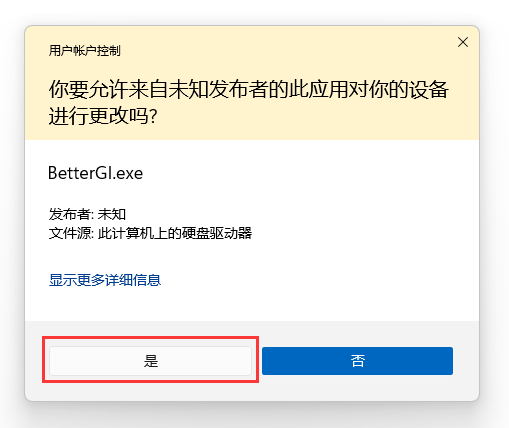 用户帐户控制
你要允许来自未知发布者的此应用对你的设备
进行更改吗?
BetterGI.exe
发布者: 未知
文件源: 此计算机上的硬盘驱动器
显示更多详细信息
是
否